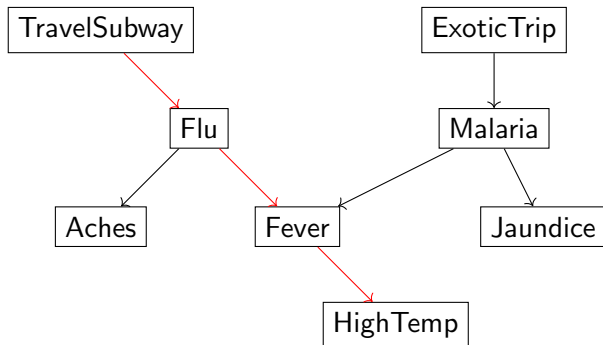 TravelSubway
ExoticTrip
Flu
Malaria
Aches
Fever
Jaundice
HighTemp